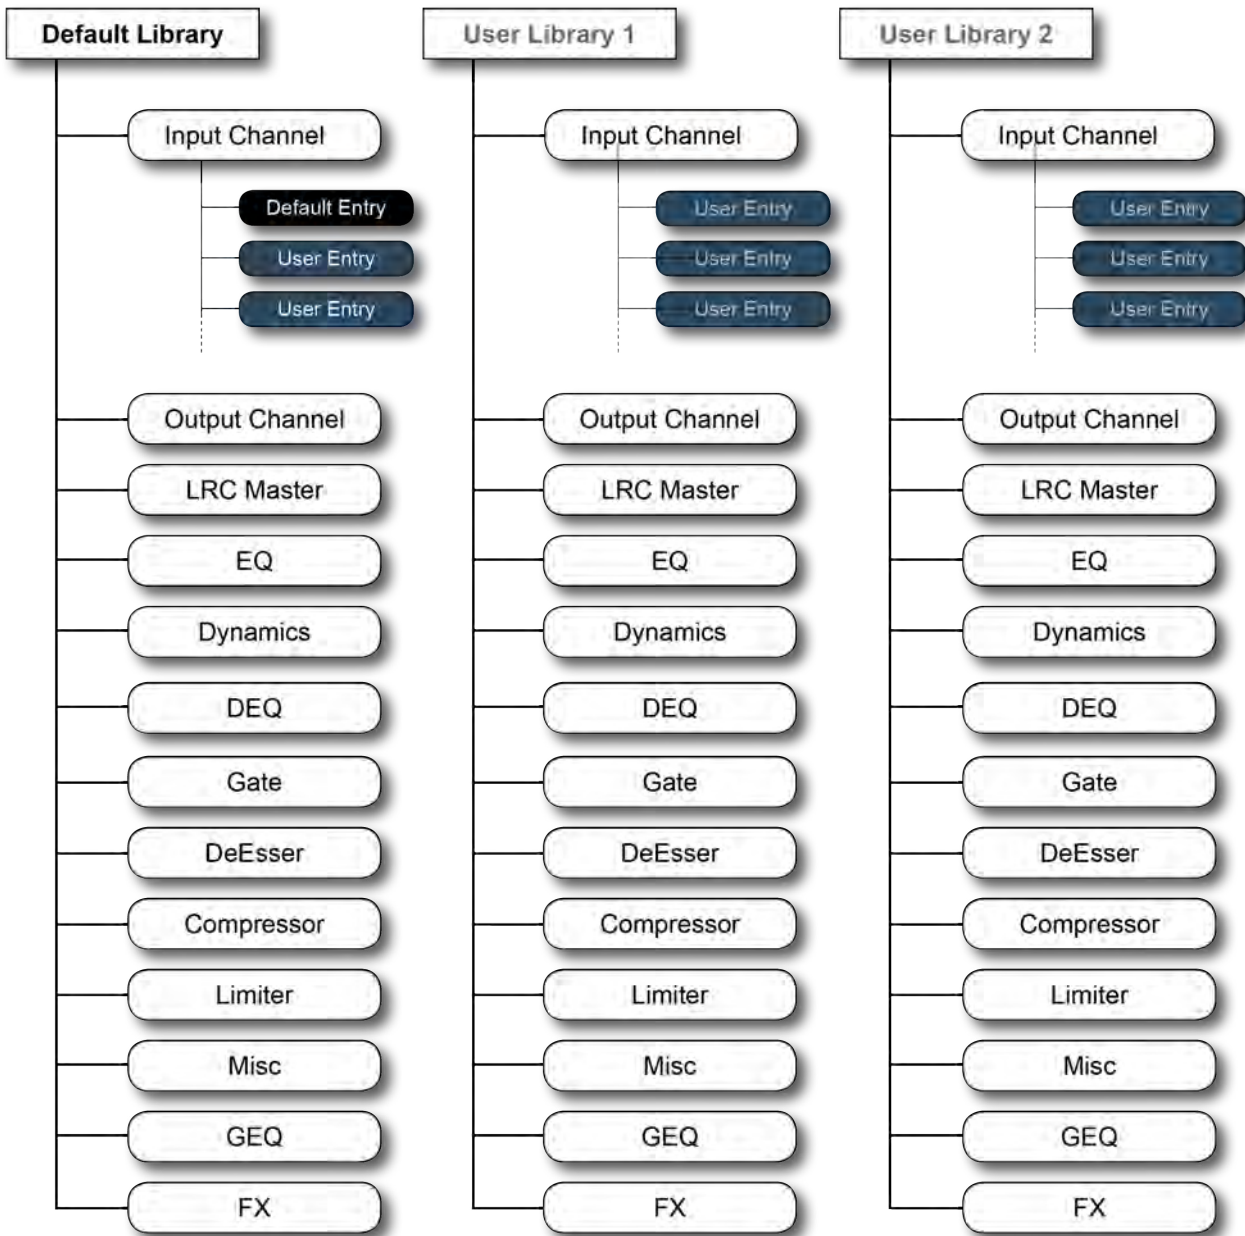 Default Library
Input Channel
Default Entry
User Entry
User Entry
Output Channel
LRC Master
EQ
Dynamics
DEQ
Gate
DeEsser
Compressor
Limiter
Misc
GEQ
FX
User Library 1
Input Channel
User Entry
User Entry
User Entry
Output Channel
LRC Master
EQ
Dynamics
DEQ
Gate
DeEsser
Compressor
Limiter
Misc
GEQ
FX
User Library 2
Input Channel
User Entry
User Entry
User Entry
Output Channel
LRC Master
EQ
Dynamics
DEQ
Gate
DeEsser
Compressor
Limiter
Misc
GEQ
FX